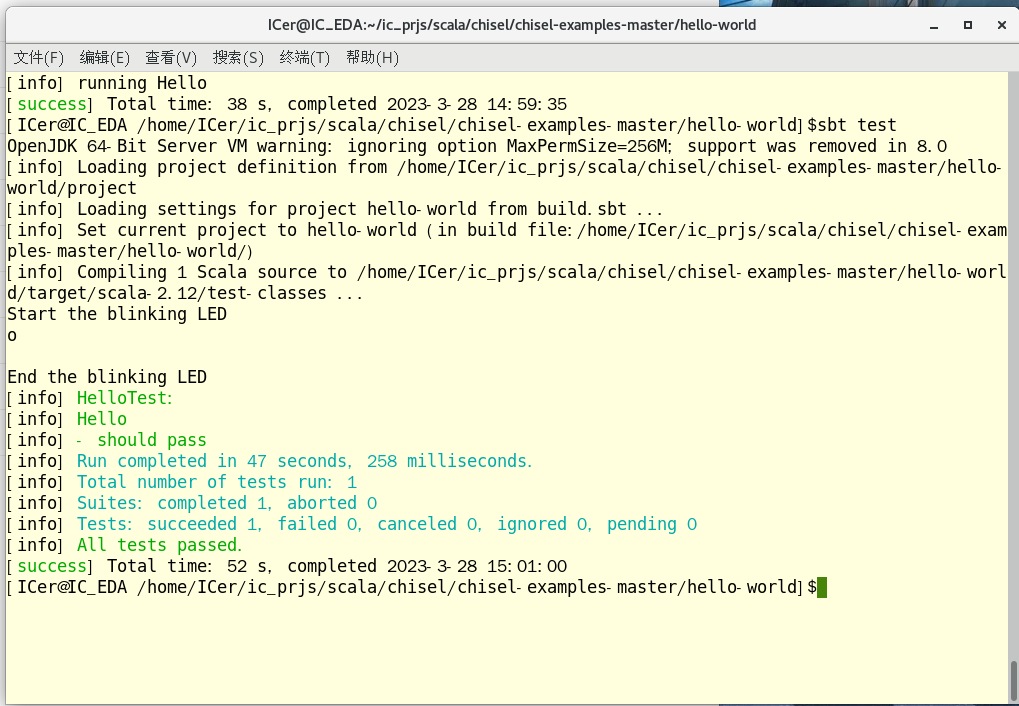 ICer@IC_EDA:~/ic_prjs/scala/chisel/chisel-examples-master/hello-world
文件(F) 编辑(E) 查看(V) 搜索(S) 终端(T) 帮助(H)
[info] running Hello
[success] Total time: 38 s, completed 2023-3-28 14:59:35
[ICer@IC_EDA /home/ICer/ic_prjs/scala/chisel/chisel-examples-master/hello-world]$sbt test
OpenJDK 64-Bit Server VM warning: ignoring option MaxPermSize=256M; support was removed in 8.0
[info] Loading project definition from /home/ICer/ic_prjs/scala/chisel/chisel-examples-master/hello-
world/project
[info] Loading settings for project hello-world from build.sbt ...
[info] Set current project to hello-world (in build file:/home/ICer/ic_prjs/scala/chisel/chisel-exam
ples-master/hello-world/)
[info] Compiling 1 Scala source to /home/ICer/ic_prjs/scala/chisel/chisel-examples-master/hello-worl
d/target/scala-2.12/test-classes ...
Start the blinking LED
o
End the blinking LED
[info] HelloTest:
[info] Hello
[info] - should pass
[info] Run completed in 47 seconds, 258 milliseconds.
[info] Total number of tests run: 1
[info] Suites: completed 1, aborted 0
[info] Tests: succeeded 1, failed 0, canceled 0, ignored 0, pending 0
[info] All tests passed.
[success] Total time: 52 s, completed 2023-3-28 15:01:00
[ICer@IC_EDA /home/ICer/ic_prjs/scala/chisel/chisel-examples-master/hello-world]$